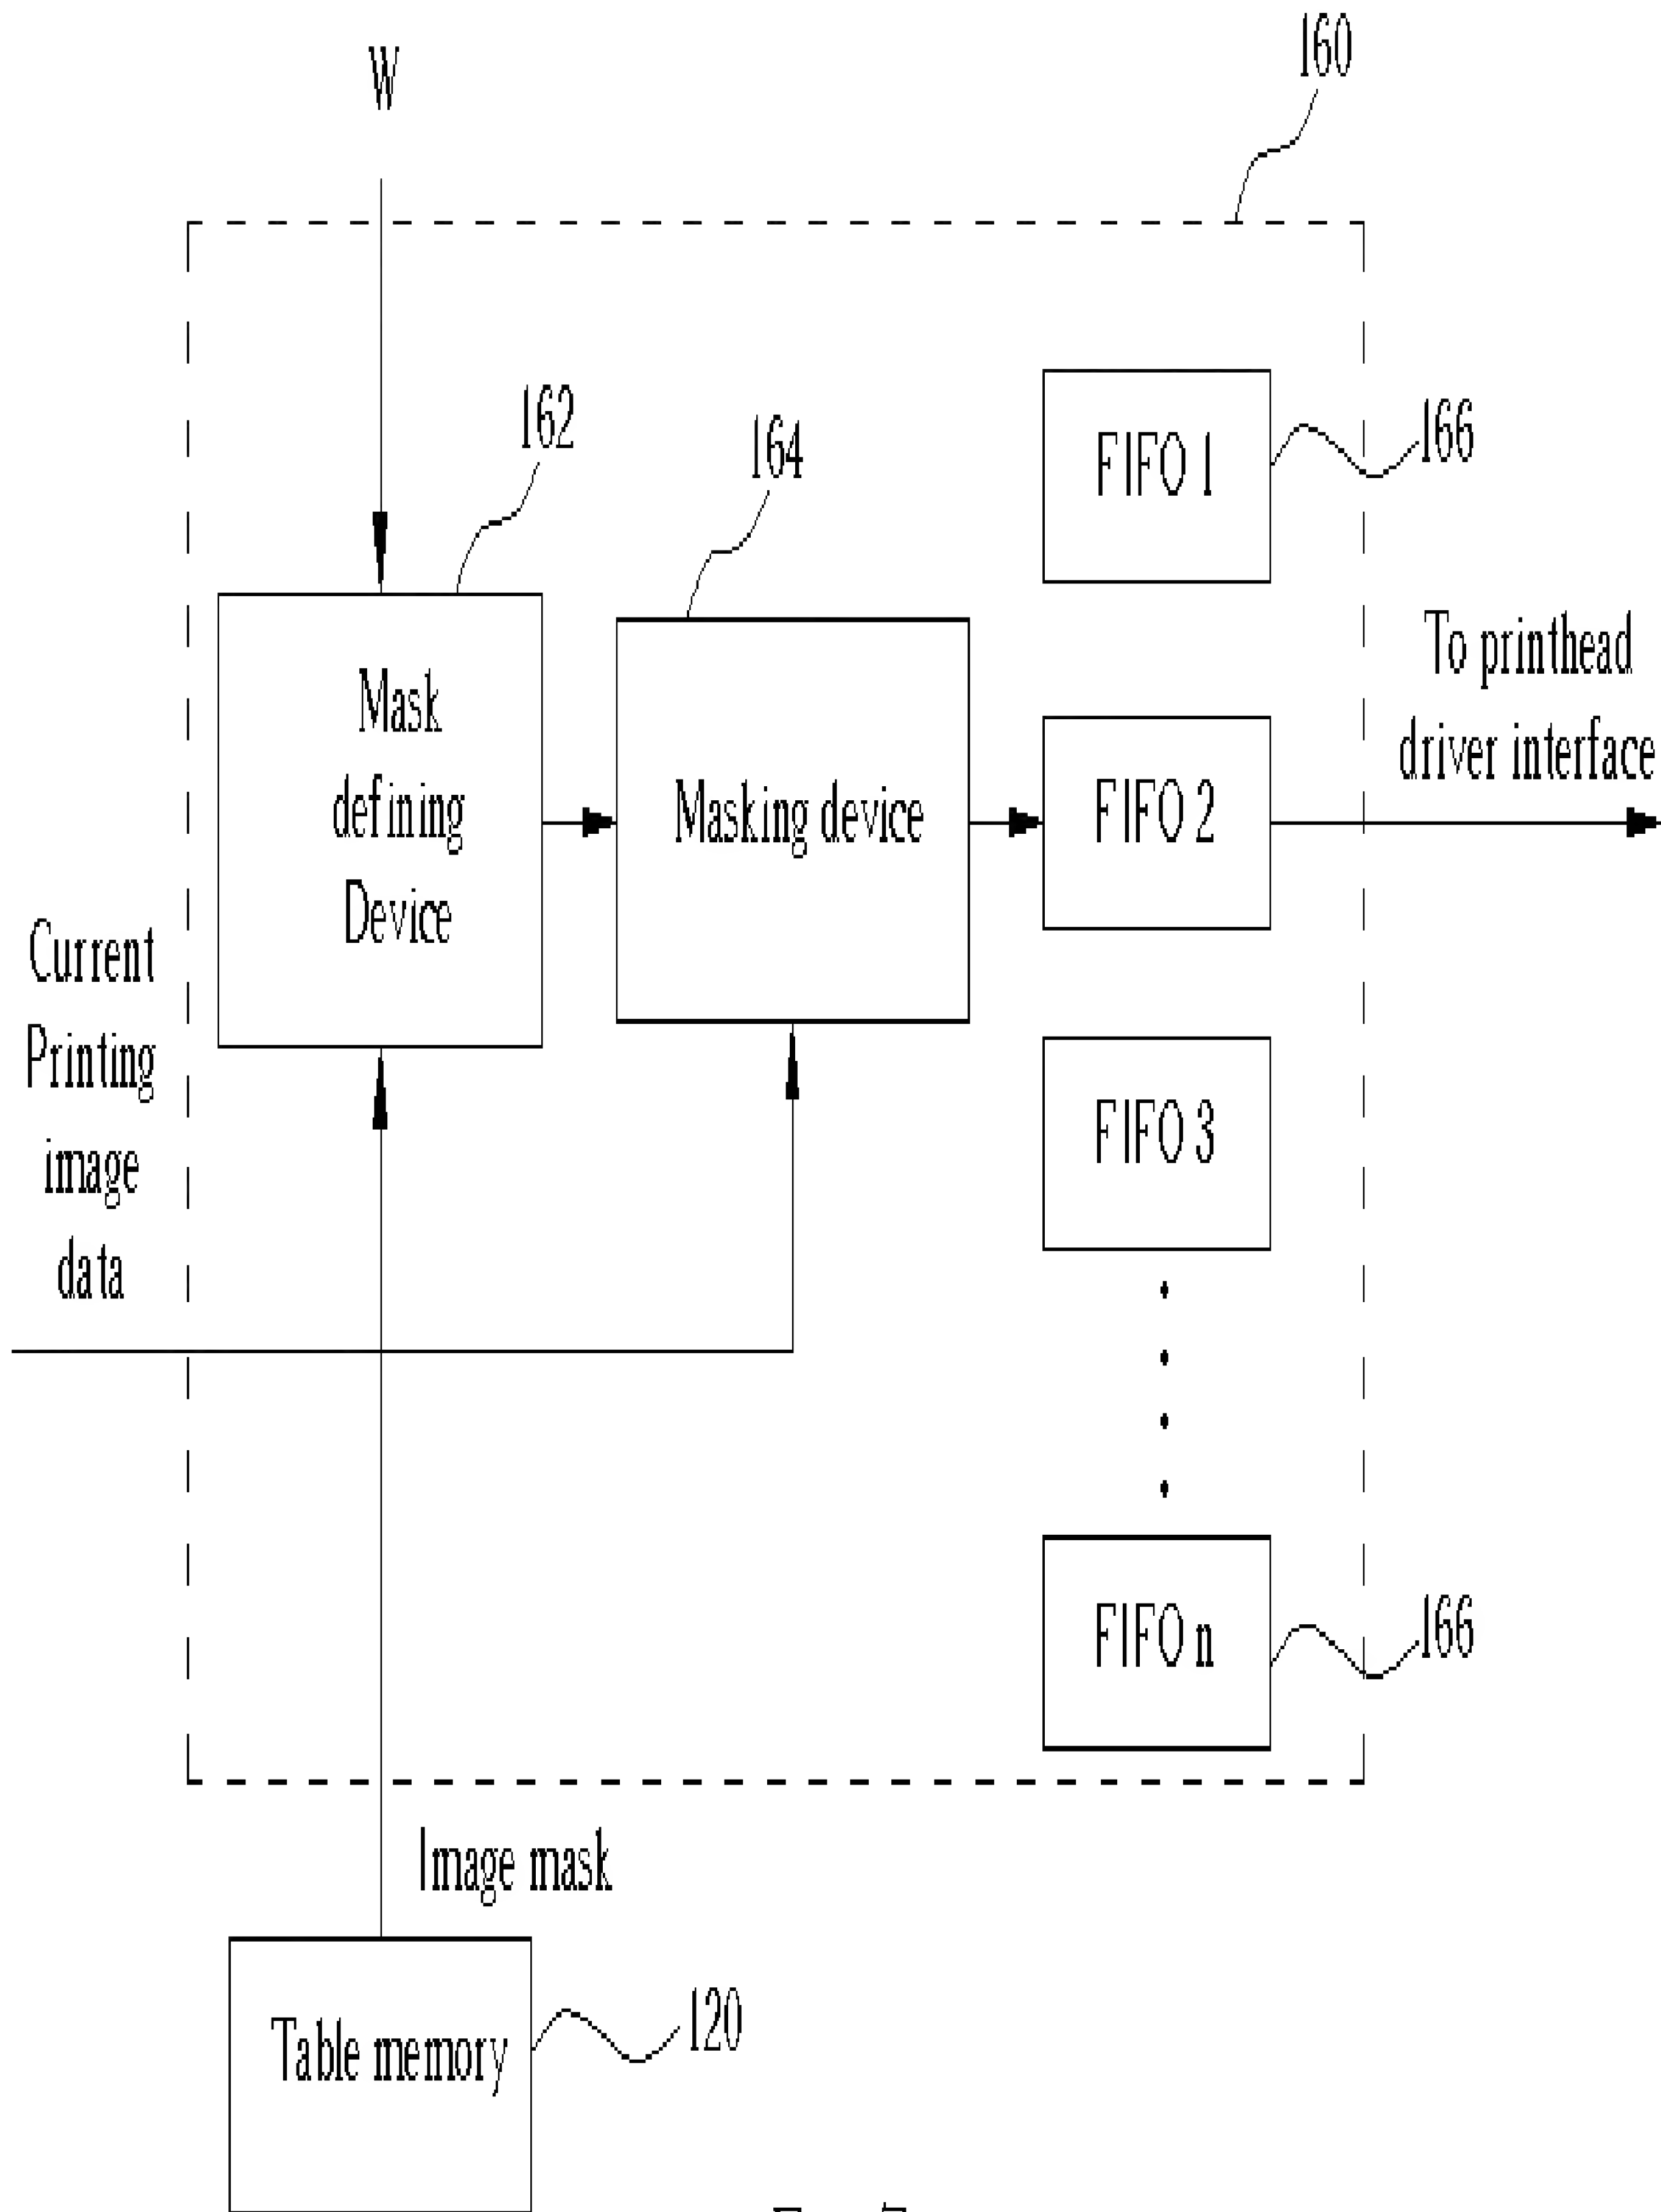 160
W
162
164
FIFO 1
166
To printhead
driver interface
Mask
defining
Device
Masking device
FIFO 2
Current
Printing
image
data
FIFO 3
FIFO n
166
Image mask
Table memory
120